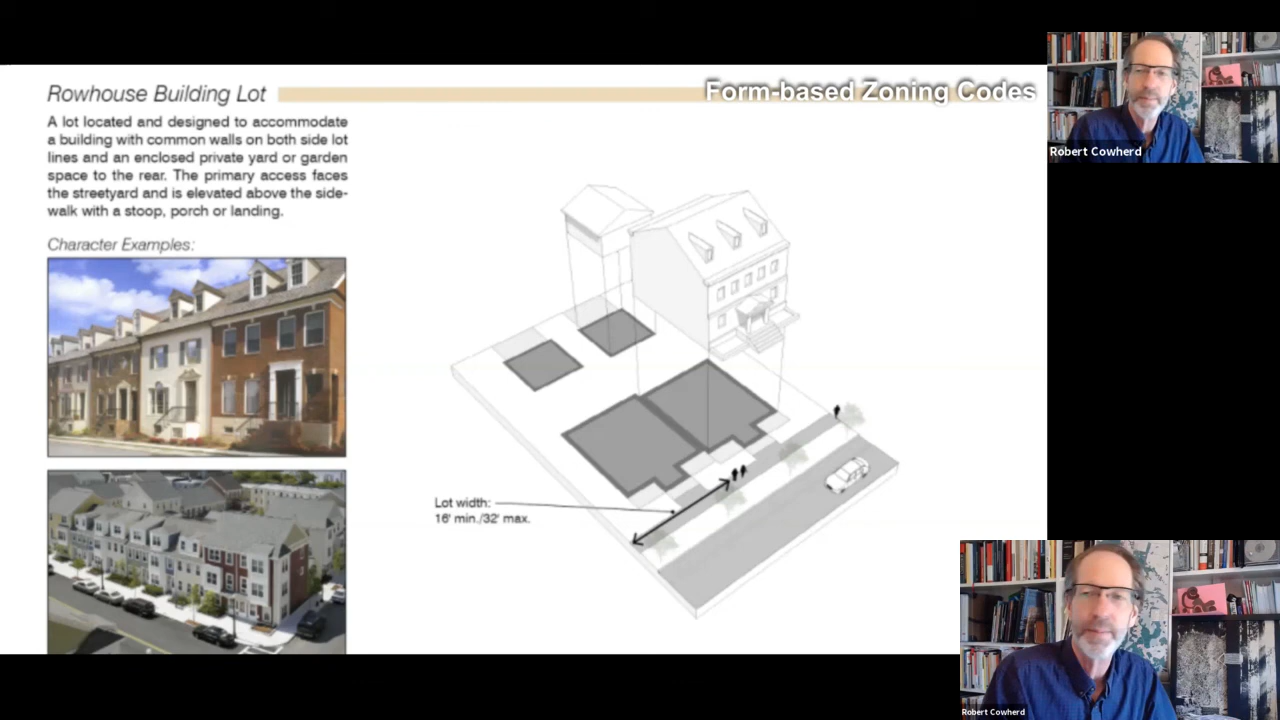 Rowhouse Building Lot
Form-based Zoning Codes
A lot located and designed to accommodate
a building with common walls on both side lot
lines and an enclosed private yard or garden
space to the rear. The primary access faces
the streetyard and is elevated above the side-
walk with a stoop, porch or landing.
Character Examples:
Lot width:
16' min./32' max.
Robert Cowherd
Robert Cowherd